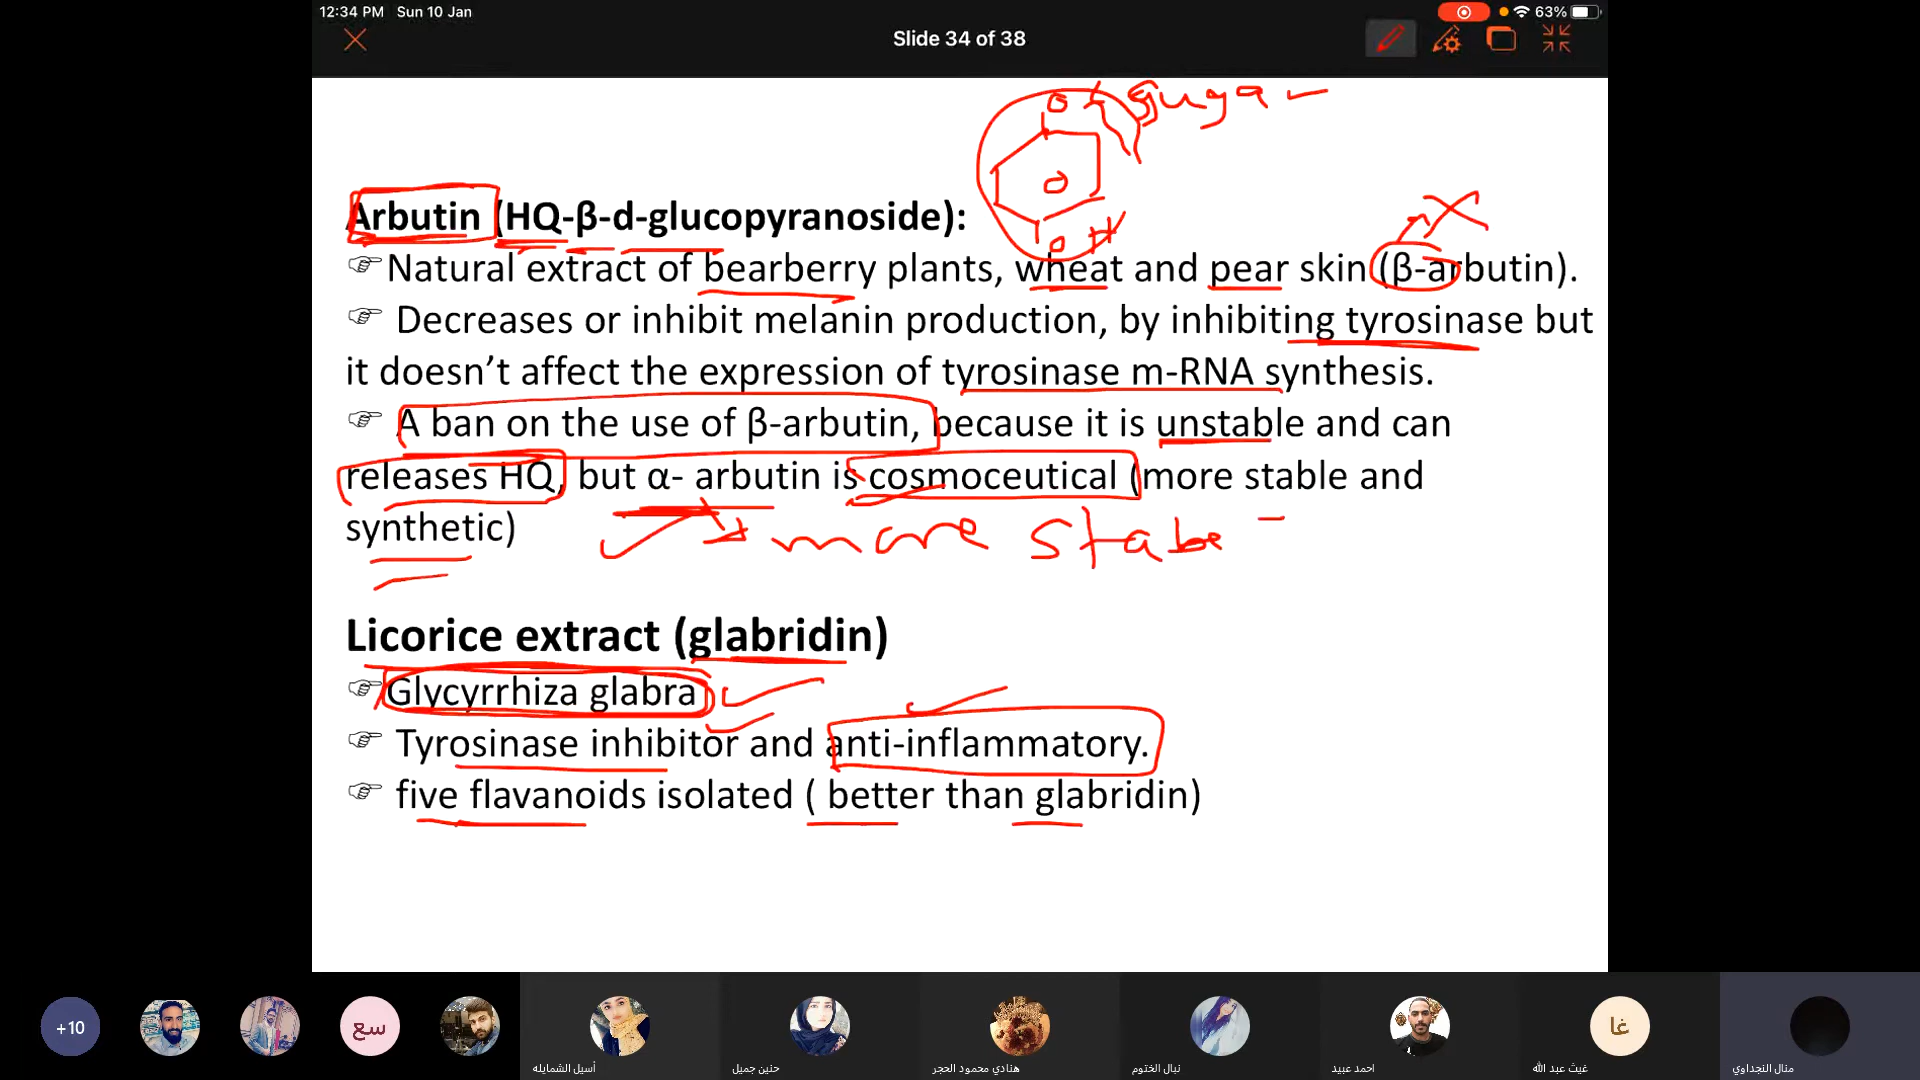 12:34 PM Sun 10 Jan
63%
Slide 34 of 38
O
sugar
O
OH
Arbutin (HQ-β-d-glucopyranoside):
☞Natural extract of bearberry plants, wheat and pear skin (β-arbutin).
☞ Decreases or inhibit melanin production, by inhibiting tyrosinase but
it doesn’t affect the expression of tyrosinase m-RNA synthesis.
☞ A ban on the use of β-arbutin, because it is unstable and can
releases HQ, but α- arbutin is cosmoceutical (more stable and
synthetic)
more stabe
Licorice extract (glabridin)
☞Glycyrrhiza glabra
☞ Tyrosinase inhibitor and anti-inflammatory.
☞ five flavanoids isolated ( better than glabridin)
+10
سع
أسيل الشمايله
حنين جميل
هنادي محمود الحجر
نبال الختوم
احمد عبيد
غا
غيث عبد الله
منال النجداوي